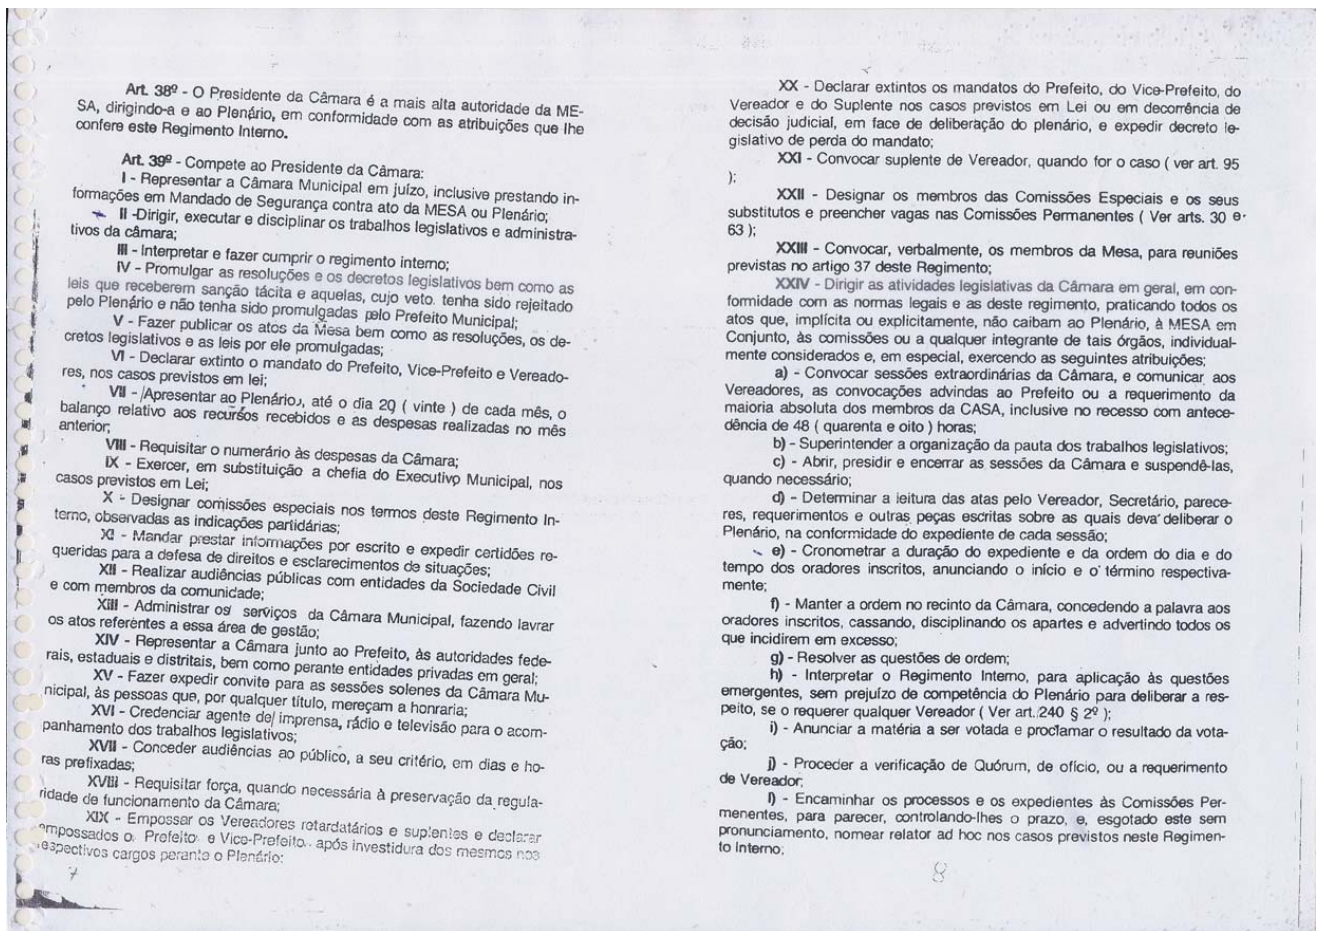 Art. 38º - O Presidente da Câmara é a mais alta autoridade da ME-
SA, dirigindo-a e ao Plenário, em conformidade com as atribuições que lhe
confere este Regimento Interno.
Art. 39º - Compete ao Presidente da Câmara:
I - Representar a Câmara Municipal em juízo, inclusive prestando in-
formações em Mandado de Segurança contra ato da MESA ou Plenário;
II -Dirigir, executar e disciplinar os trabalhos legislativos e administra-
tivos da câmara;
III - Interpretar e fazer cumprir o regimento interno;
IV - Promulgar as resoluções e os decretos legislativos bem como as
leis que receberem sanção tácita e aquelas, cujo veto tenha sido rejeitado
pelo Plenário e não tenha sido promulgadas pelo Prefeito Municipal;
V - Fazer publicar os atos da Mesa bem como as resoluções, os de-
cretos legislativos e as leis por ele promulgadas;
VI - Declarar extinto o mandato do Prefeito, Vice-Prefeito e Vereado-
res, nos casos previstos em lei;
VII - Apresentar ao Plenário, até o dia 20 ( vinte ) de cada mês, o
balanço relativo aos recursos recebidos e as despesas realizadas no mês
anterior;
VIII - Requisitar o numerário às despesas da Câmara;
IX - Exercer, em substituição a chefia do Executivo Municipal, nos
casos previstos em Lei;
X - Designar comissões especiais nos termos deste Regimento In-
terno, observadas as indicações partidárias;
XI - Mandar prestar informações por escrito e expedir certidões re-
queridas para a defesa de direitos e esclarecimentos de situações;
XII - Realizar audiências públicas com entidades da Sociedade Civil
e com membros da comunidade;
XIII - Administrar os serviços da Câmara Municipal, fazendo lavrar
os atos referentes a essa área de gestão;
XIV - Representar a Câmara junto ao Prefeito, às autoridades fede-
rais, estaduais e distritais, bem como perante entidades privadas em geral;
XV - Fazer expedir convite para as sessões solenes da Câmara Mu-
nicipal, às pessoas que, por qualquer título, mereçam a honraria;
XVI - Credenciar agente de imprensa, rádio e televisão para o acom-
panhamento dos trabalhos legislativos;
XVII - Conceder audiências ao público, a seu critério, em dias e ho-
ras prefixadas;
XVIII - Requisitar força, quando necessária à preservação da regula-
ridade de funcionamento da Câmara;
XIX - Empossar os Vereadores retardatários e suplentes e declarar
empossados o Prefeito e Vice-Prefeito, após investidura dos mesmos nos
respectivos cargos perante o Plenário;
7
XX - Declarar extintos os mandatos do Prefeito, do Vice-Prefeito, do
Vereador e do Suplente nos casos previstos em Lei ou em decorrência de
decisão judicial, em face de deliberação do plenário, e expedir decreto le-
gislativo de perda do mandato;
XXI - Convocar suplente de Vereador, quando for o caso ( ver art. 95
);
XXII - Designar os membros das Comissões Especiais e os seus
substitutos e preencher vagas nas Comissões Permanentes ( Ver arts. 30 e
63 );
XXIII - Convocar, verbalmente, os membros da Mesa, para reuniões
previstas no artigo 37 deste Regimento;
XXIV - Dirigir as atividades legislativas da Câmara em geral, em con-
formidade com as normas legais e as deste regimento, praticando todos os
atos que, implícita ou explicitamente, não caibam ao Plenário, à MESA em
Conjunto, às comissões ou a qualquer integrante de tais órgãos, individual-
mente considerados e, em especial, exercendo as seguintes atribuições;
a) - Convocar sessões extraordinárias da Câmara, e comunicar aos
Vereadores, as convocações advindas ao Prefeito ou a requerimento da
maioria absoluta dos membros da CASA, inclusive no recesso com antece-
dência de 48 ( quarenta e oito ) horas;
b) - Superintender a organização da pauta dos trabalhos legislativos;
c) - Abrir, presidir e encerrar as sessões da Câmara e suspendê-las,
quando necessário;
d) - Determinar a leitura das atas pelo Vereador, Secretário, parece-
res, requerimentos e outras peças escritas sobre as quais deva deliberar o
Plenário, na conformidade do expediente de cada sessão;
e) - Cronometrar a duração do expediente e da ordem do dia e do
tempo dos oradores inscritos, anunciando o início e o término respectiva-
mente;
f) - Manter a ordem no recinto da Câmara, concedendo a palavra aos
oradores inscritos, cassando, disciplinando os apartes e advertindo todos os
que incidirem em excesso;
g) - Resolver as questões de ordem;
h) - Interpretar o Regimento Interno, para aplicação às questões
emergentes, sem prejuízo de competência do Plenário para deliberar a res-
peito, se o requerer qualquer Vereador ( Ver art. 240 § 2º );
i) - Anunciar a matéria a ser votada e proclamar o resultado da vota-
ção;
j) - Proceder a verificação de Quórum, de ofício, ou a requerimento
de Vereador;
l) - Encaminhar os processos e os expedientes às Comissões Per-
menentes, para parecer, controlando-lhes o prazo, e, esgotado este sem
pronunciamento, nomear relator ad hoc nos casos previstos neste Regimen-
to Interno;
8